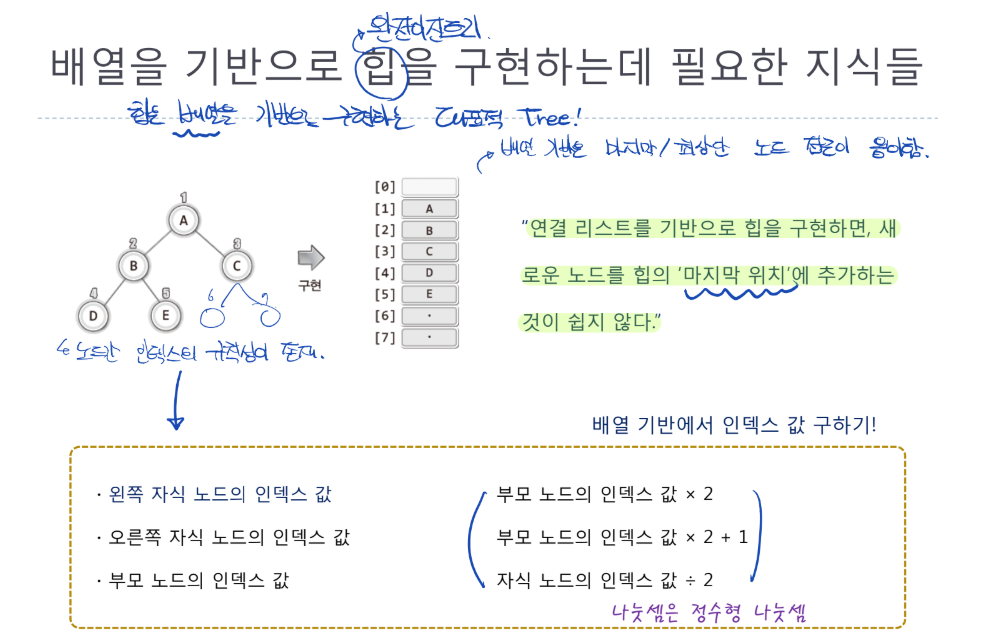 완전이진트리.
배열을 기반으로 힙을 구현하는데 필요한 지식들
힙은 배열을 기반으로 구현하는 대표적 Tree!
배열 기반은 마지막/최상단 노드 접근이 용이함.
1
A
2
3
B
C
4
5
6
7
D
E
구현
[0]
[1] A
[2] B
[3] C
[4] D
[5] E
[6] ·
[7] ·
“연결 리스트를 기반으로 힙을 구현하면, 새
로운 노드를 힙의 ‘마지막 위치’에 추가하는
것이 쉽지 않다.”
노드간 인덱스의 규칙성이 존재.
배열 기반에서 인덱스 값 구하기!
· 왼쪽 자식 노드의 인덱스 값 부모 노드의 인덱스 값 × 2
· 오른쪽 자식 노드의 인덱스 값 부모 노드의 인덱스 값 × 2 + 1
· 부모 노드의 인덱스 값 자식 노드의 인덱스 값 ÷ 2
나눗셈은 정수형 나눗셈